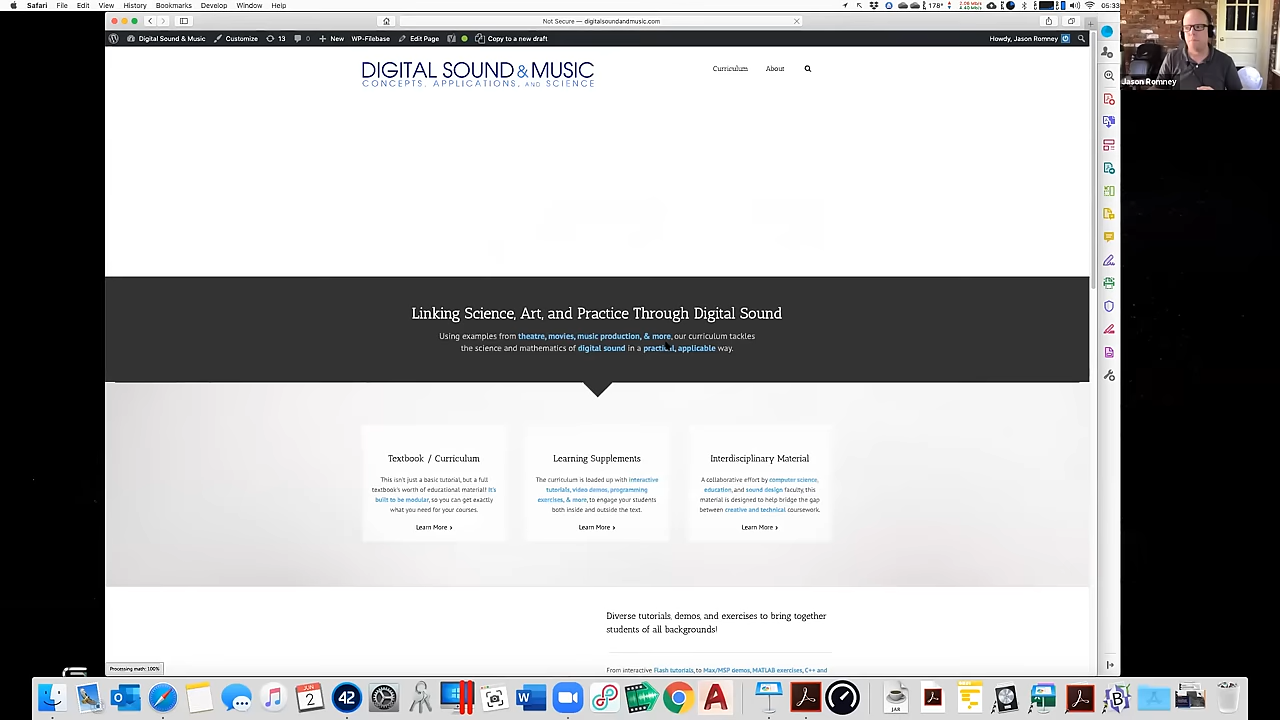 Safari File Edit View History Bookmarks Develop Window Help
178°
05:33
Not Secure — digitalsoundandmusic.com
Digital Sound & Music Customize 13 0 New WP-Filebase Edit Page Copy to a new draft
Howdy, Jason Romney
Jason Romney
DIGITAL SOUND & MUSIC
CONCEPTS, APPLICATIONS, AND SCIENCE
Curriculum About
Linking Science, Art, and Practice Through Digital Sound
Using examples from theatre, movies, music production, & more, our curriculum tackles
the science and mathematics of digital sound in a practical, applicable way.
Textbook / Curriculum
This isn't just a basic tutorial, but a full
textbook's worth of educational material! It's
built to be modular, so you can get exactly
what you need for your courses.
Learn More ›
Learning Supplements
The curriculum is loaded up with interactive
tutorials, video demos, programming
exercises, & more, to engage your students
both inside and outside the text.
Learn More ›
Interdisciplinary Material
A collaborative effort by computer science,
education, and sound design faculty, this
material is designed to help bridge the gap
between creative and technical coursework.
Learn More ›
Diverse tutorials, demos, and exercises to bring together
students of all backgrounds!
From interactive Flash tutorials, to Max/MSP demos, MATLAB exercises, C++ and
Processing math: 100%
JUN
2
42
JAR